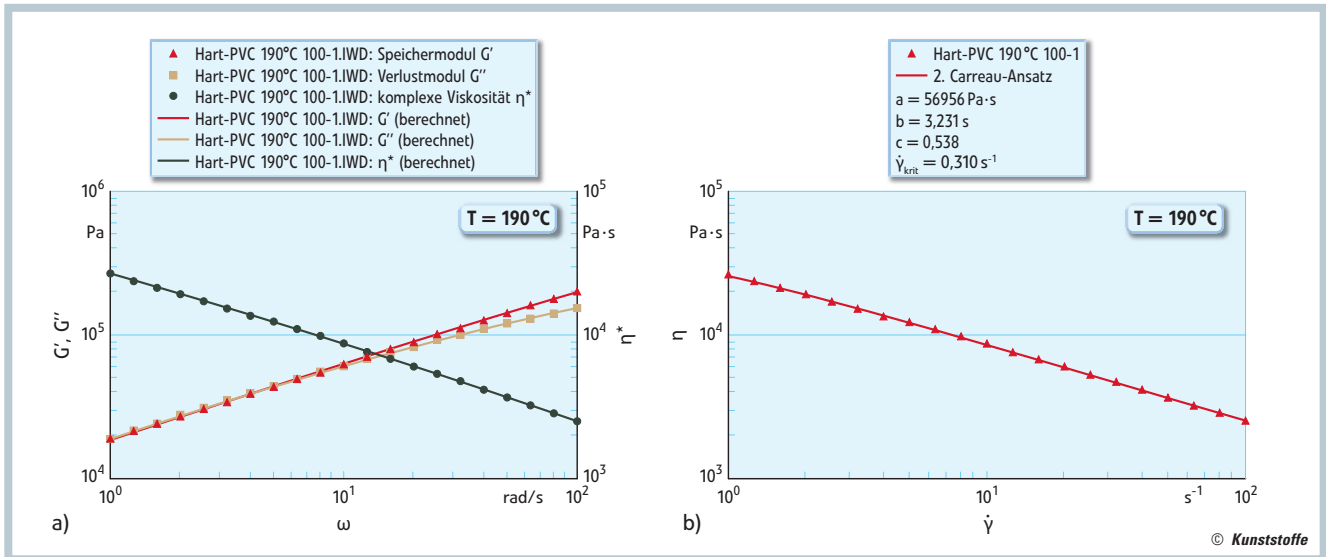 Hart-PVC 190°C 100-1.IWD: Speichermodul G'
Hart-PVC 190°C 100-1.IWD: Verlustmodul G''
Hart-PVC 190°C 100-1.IWD: komplexe Viskosität η*
Hart-PVC 190°C 100-1.IWD: G' (berechnet)
Hart-PVC 190°C 100-1.IWD: G'' (berechnet)
Hart-PVC 190°C 100-1.IWD: η* (berechnet)
10⁶
Pa
10⁵
10⁴
G', G''
T = 190 °C
10⁵
Pa·s
10⁴
10³
η*
10⁰
10¹
rad/s
10²
ω
a)
Hart-PVC 190°C 100-1
2. Carreau-Ansatz
a = 56956 Pa·s
b = 3,231 s
c = 0,538
γ̇krit = 0,310 s⁻¹
10⁵
Pa·s
10⁴
10³
η
T = 190 °C
10⁰
10¹
s⁻¹
10²
γ̇
b)
© Kunststoffe